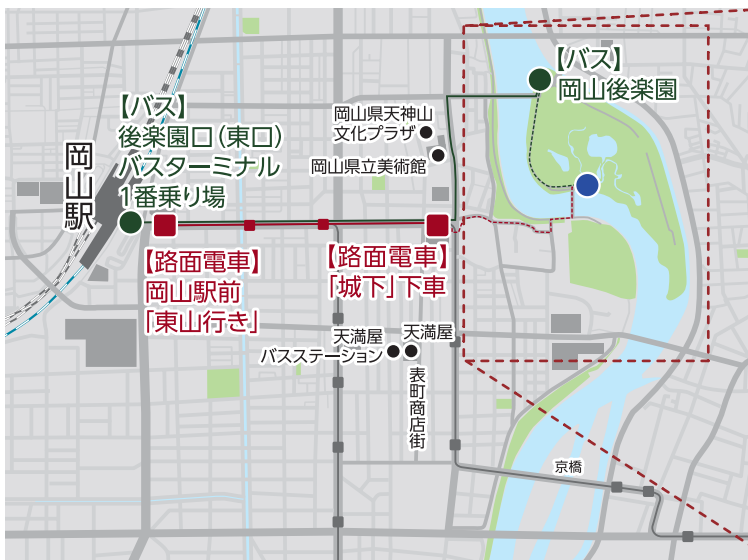 岡山駅
【バス】
後楽園口(東口)
バスターミナル
1番乗り場
【路面電車】
岡山駅前
「東山行き」
岡山県天神山
文化プラザ
岡山県立美術館
【バス】
岡山後楽園
【路面電車】
「城下」下車
天満屋
バスステーション
天満屋
表町商店街
京橋